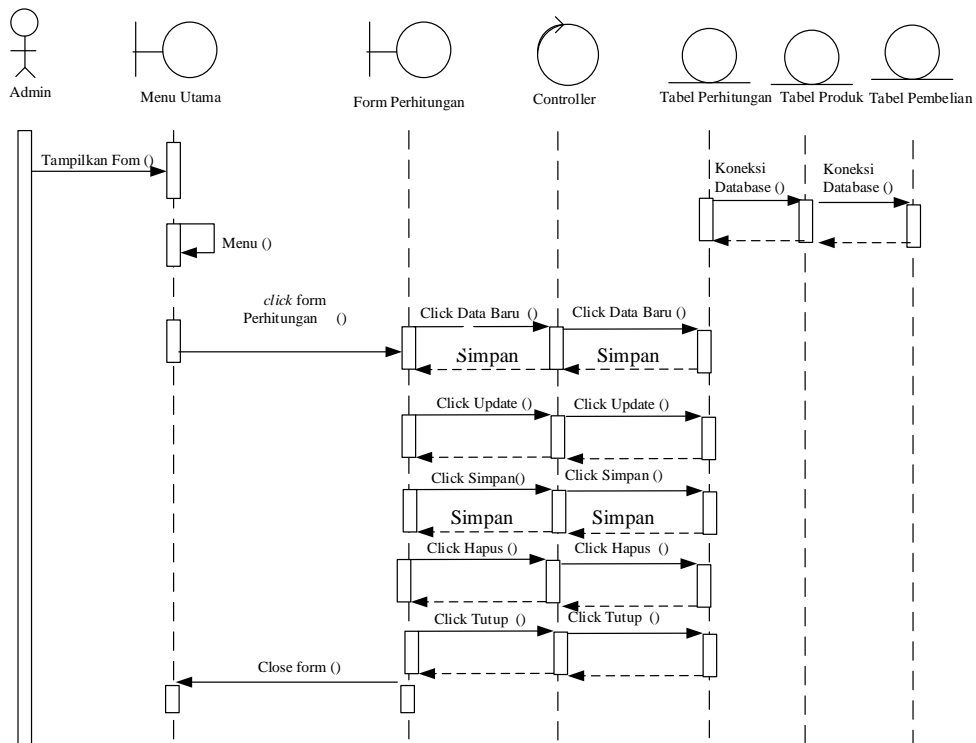 Admin
Menu Utama
Form Perhitungan
Controller
Tabel Perhitungan
Tabel Produk
Tabel Pembelian
Tampilkan Fom ()
Koneksi
Database ()
Koneksi
Database ()
Menu ()
click form
Perhitungan ()
Click Data Baru ()
Click Data Baru ()
Simpan
Simpan
Click Update ()
Click Update ()
Click Simpan()
Click Simpan ()
Simpan
Simpan
Click Hapus ()
Click Hapus ()
Click Tutup ()
Click Tutup ()
Close form ()